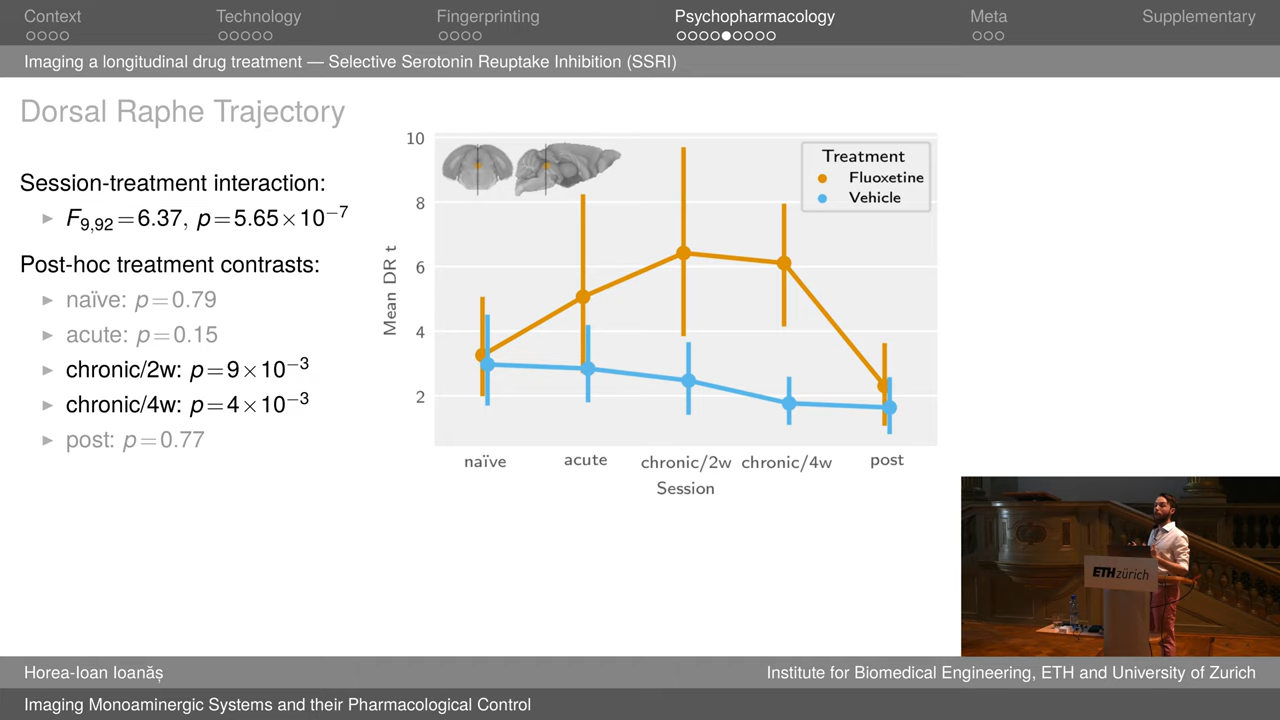 Context Technology Fingerprinting Psychopharmacology Meta Supplementary
Imaging a longitudinal drug treatment — Selective Serotonin Reuptake Inhibition (SSRI)
Dorsal Raphe Trajectory
Session-treatment interaction:
F9,92 = 6.37, p = 5.65×10−7
Post-hoc treatment contrasts:
naïve: p = 0.79
acute: p = 0.15
chronic/2w: p = 9×10−3
chronic/4w: p = 4×10−3
post: p = 0.77
10
8
6
4
2
Mean DR t
Treatment
Fluoxetine
Vehicle
naïve acute chronic/2w chronic/4w post
Session
ETH zürich
Horea-Ioan Ioanăș Institute for Biomedical Engineering, ETH and University of Zurich
Imaging Monoaminergic Systems and their Pharmacological Control